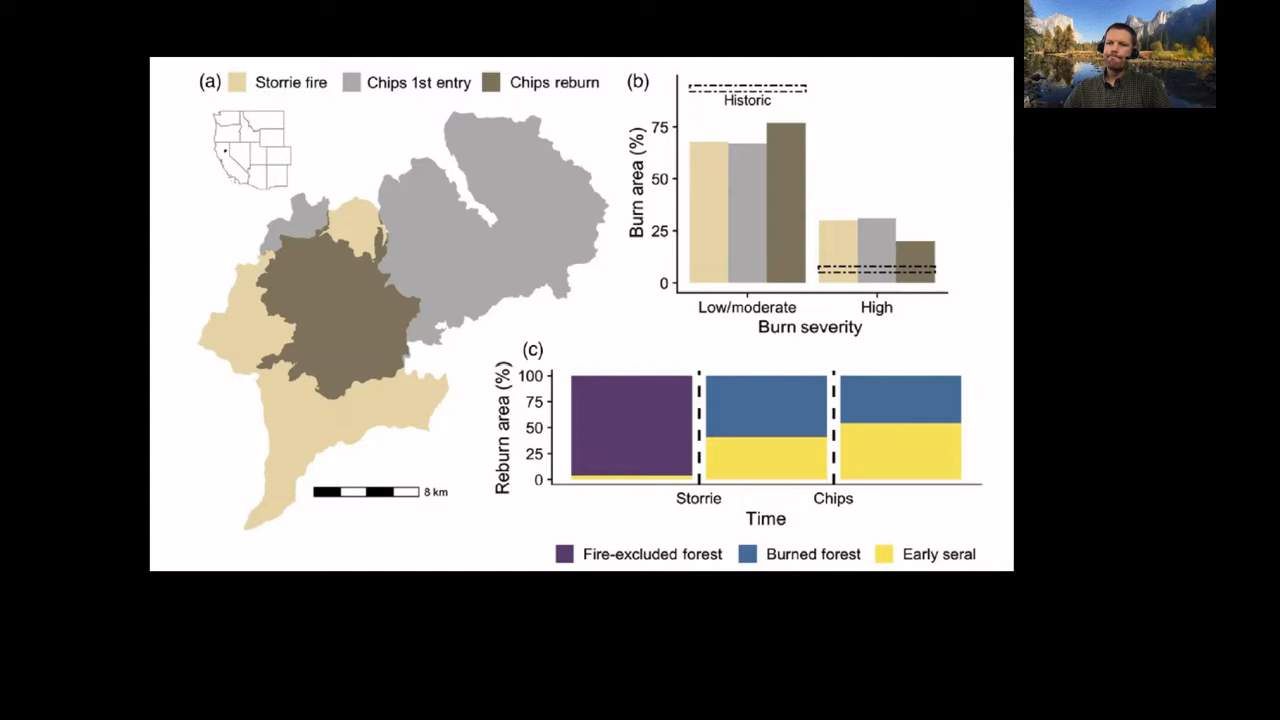 (a) Storrie fire Chips 1st entry Chips reburn
8 km
(b)
Historic
Burn area (%)
75
50
25
0
Low/moderate High
Burn severity
(c)
Reburn area (%)
100
75
50
25
0
Storrie Chips
Time
Fire-excluded forest Burned forest Early seral